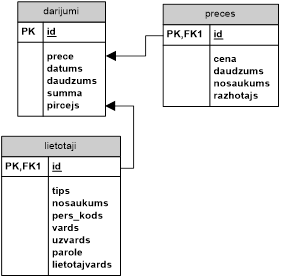 darijumi
PK id
prece
datums
daudzums
summa
pircejs
preces
PK,FK1 id
cena
daudzums
nosaukums
razhotajs
lietotaji
PK,FK1 id
tips
nosaukums
pers_kods
vards
uzvards
parole
lietotajvards